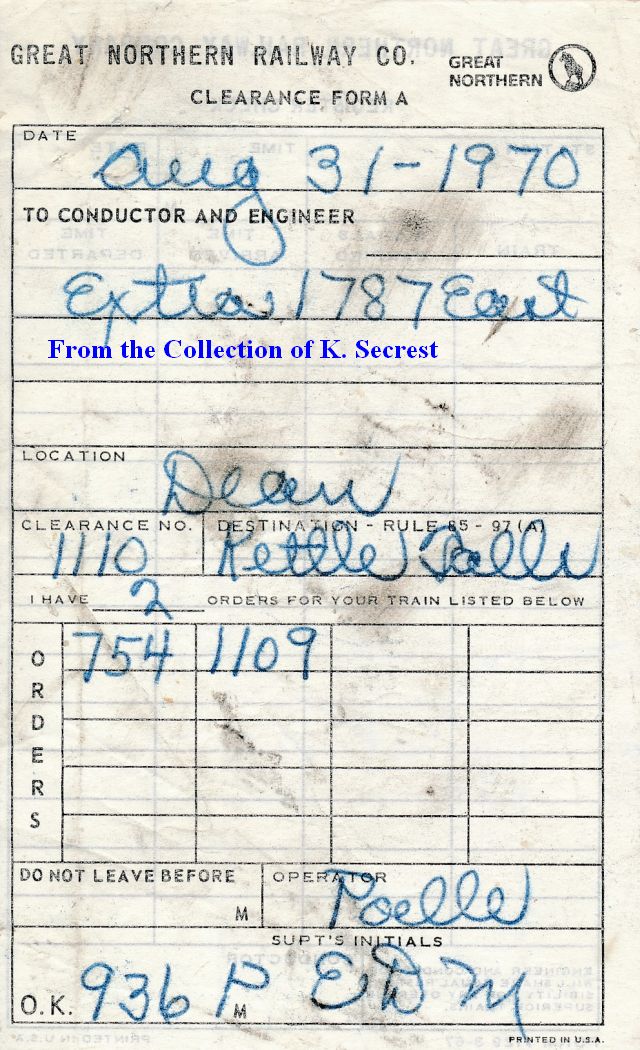 GREAT NORTHERN RAILWAY CO. GREAT NORTHERN
CLEARANCE FORM A
DATE
Aug 31-1970
TO CONDUCTOR AND ENGINEER
Extra 1787 East
From the Collection of K. Secrest
LOCATION
Dean
CLEARANCE NO. DESTINATION - RULE 85 - 97 (A)
1110 Kettle Falls
I HAVE 2 ORDERS FOR YOUR TRAIN LISTED BELOW
ORDERS
754 1109
DO NOT LEAVE BEFORE M OPERATOR
Poelle
SUPT'S INITIALS
O.K. 936 P M EDM
PRINTED IN U.S.A.